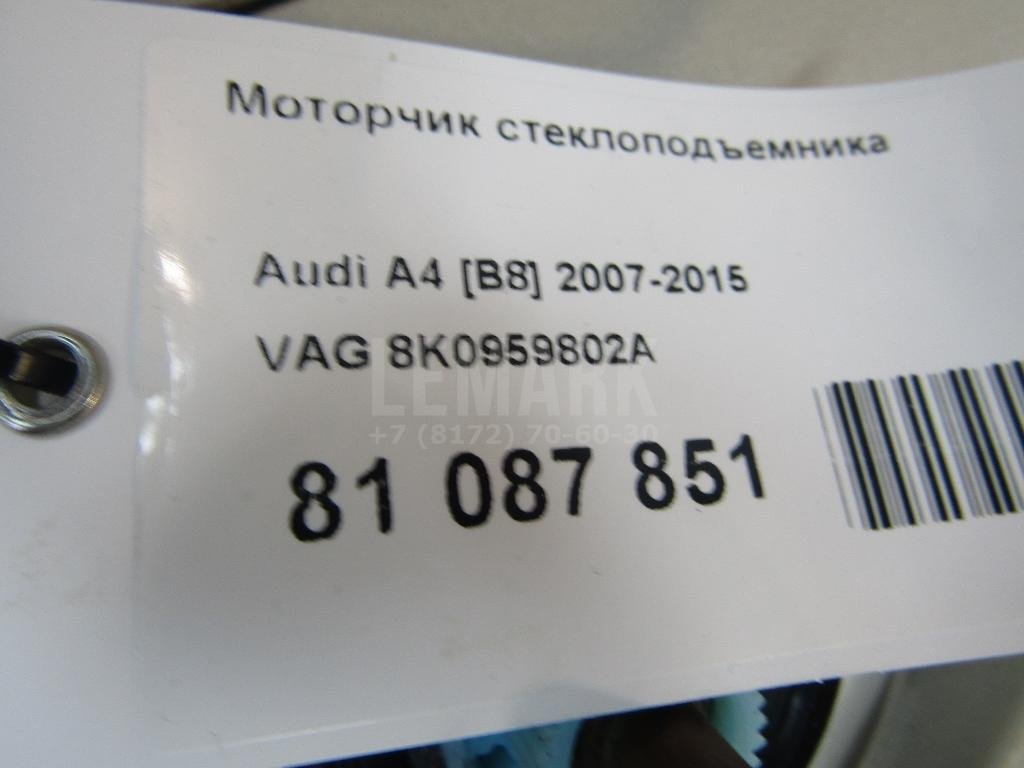 Моторчик стеклоподъемника
Audi A4 [B8] 2007-2015
VAG 8K0959802A
LEMARK
+7 (8172) 70-60-30
81 087 851